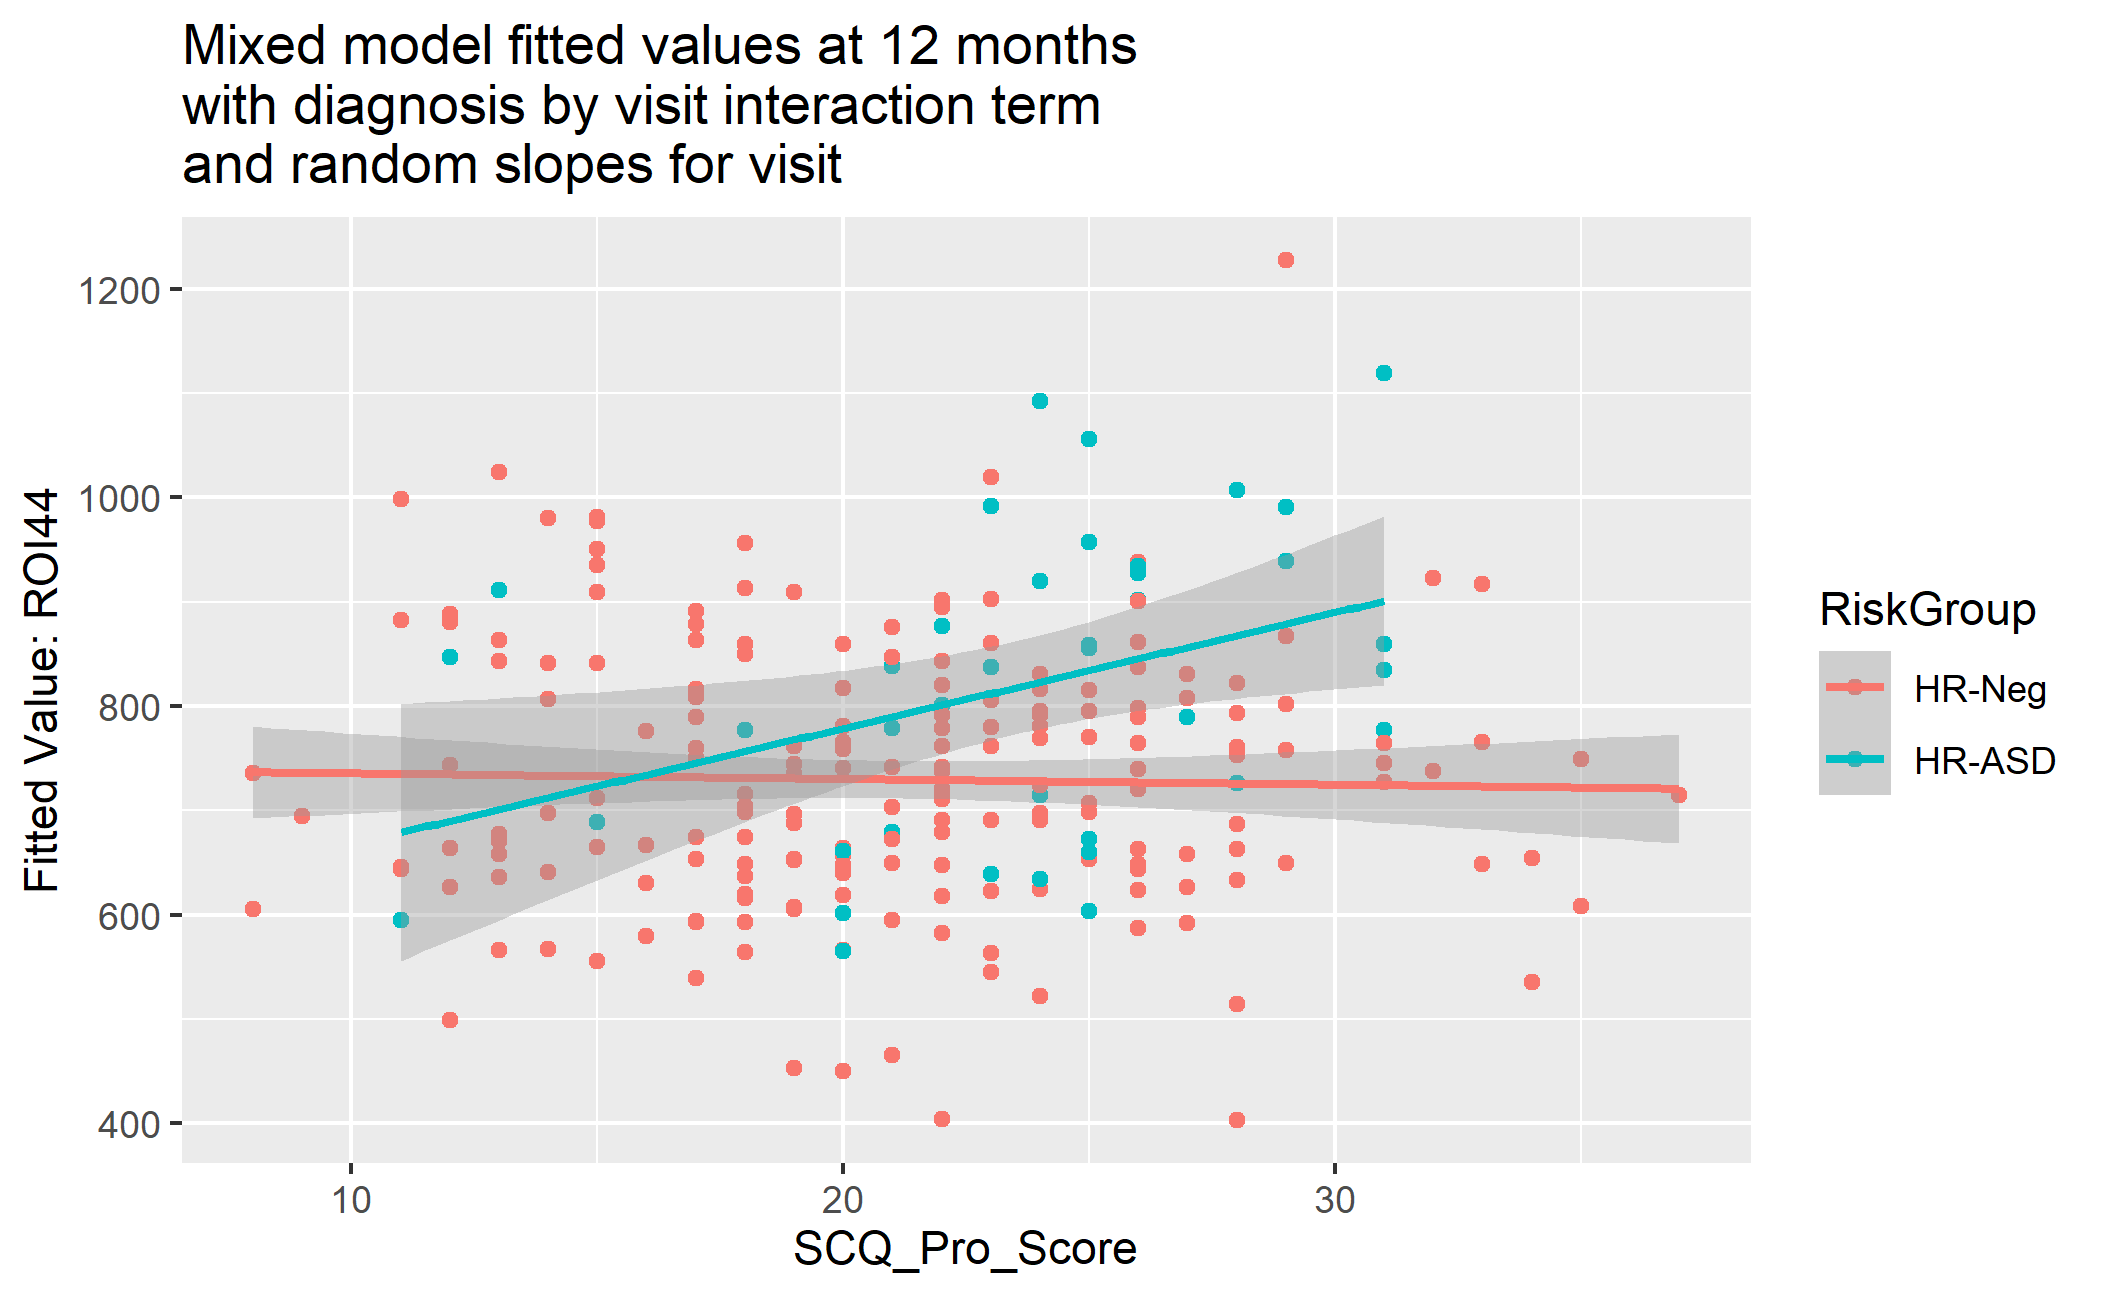 Mixed model fitted values at 12 months
with diagnosis by visit interaction term
and random slopes for visit
1200
1000
800
600
400
Fitted Value: ROI44
10 20 30
SCQ_Pro_Score
RiskGroup
HR-Neg
HR-ASD